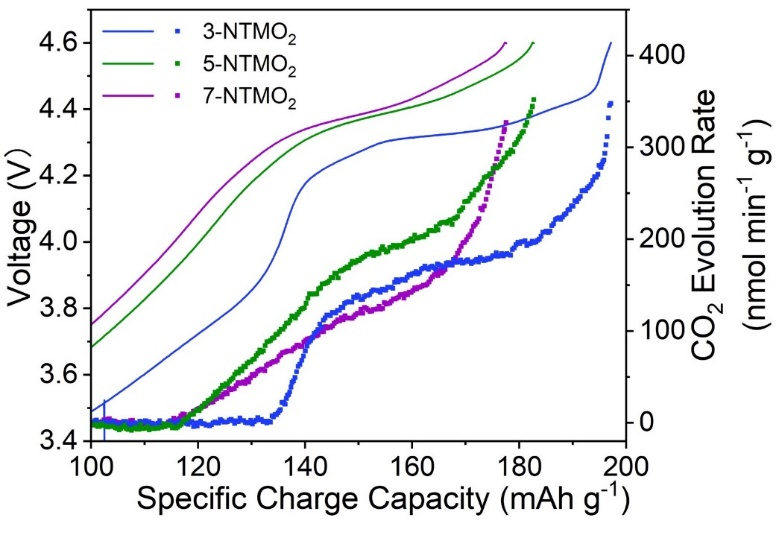 3-NTMO₂
5-NTMO₂
7-NTMO₂
4.6
4.4
4.2
4.0
3.8
3.6
3.4
Voltage (V)
400
300
200
100
0
CO₂ Evolution Rate
(nmol min⁻¹ g⁻¹)
100 120 140 160 180 200
Specific Charge Capacity (mAh g⁻¹)